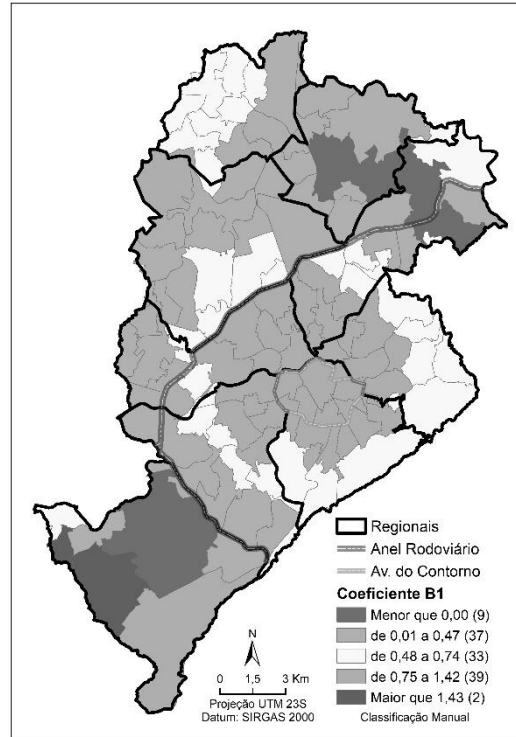 Regionais
Anel Rodoviário
Av. do Contorno
Coeficiente B1
Menor que 0,00 (9)
de 0,01 a 0,47 (37)
de 0,48 a 0,74 (33)
de 0,75 a 1,42 (39)
Maior que 1,43 (2)
Classificação Manual
N
0 1,5 3 Km
Projeção UTM 23S
Datum: SIRGAS 2000